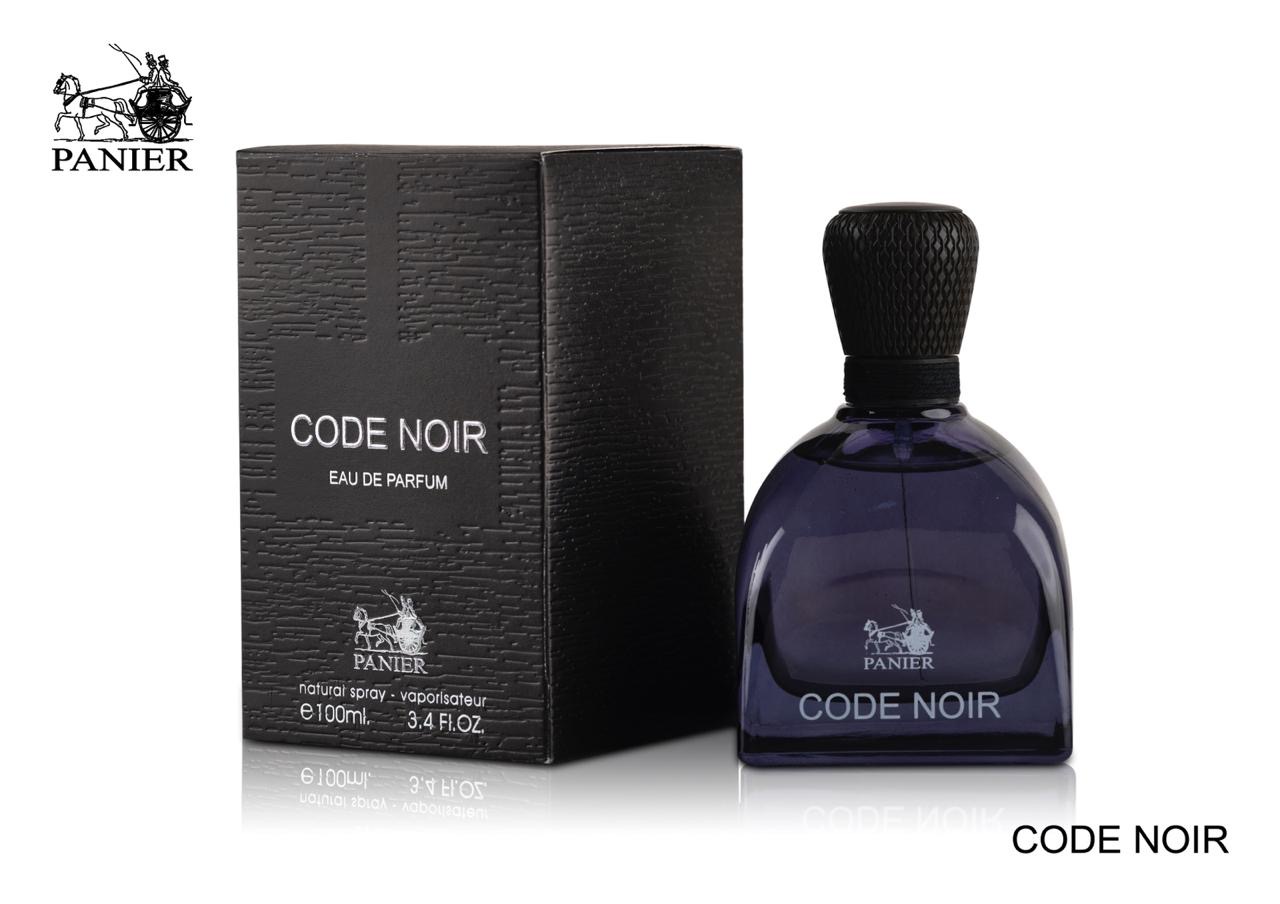 PANIER
CODE NOIR
EAU DE PARFUM
PANIER
natural spray - vaporisateur
e100ml. 3.4 Fl.OZ.
PANIER
CODE NOIR
CODE NOIR